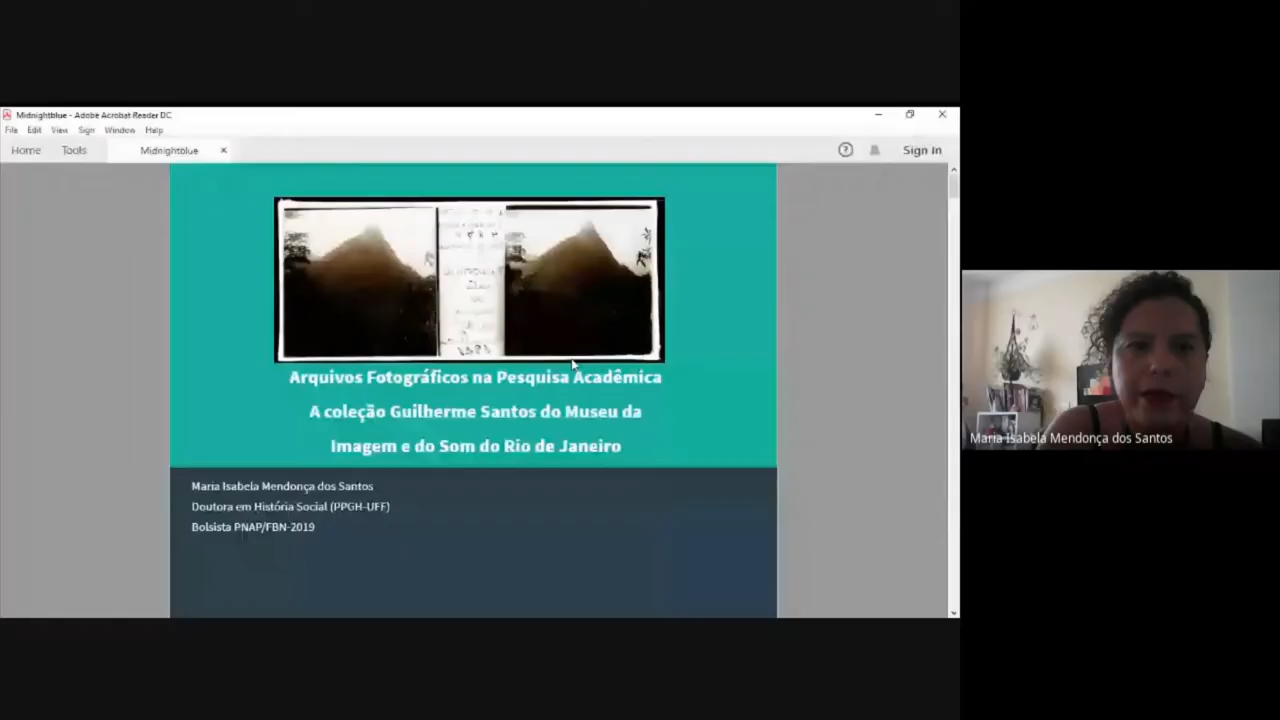 Midnightblue - Adobe Acrobat Reader DC
File Edit View Sign Window Help
Home Tools Midnightblue × ? Sign In
Arquivos Fotográficos na Pesquisa Acadêmica
A coleção Guilherme Santos do Museu da
Imagem e do Som do Rio de Janeiro
Maria Isabela Mendonça dos Santos
Doutora em História Social (PPGH-UFF)
Bolsista PNAP/FBN-2019
Maria Isabela Mendonça dos Santos